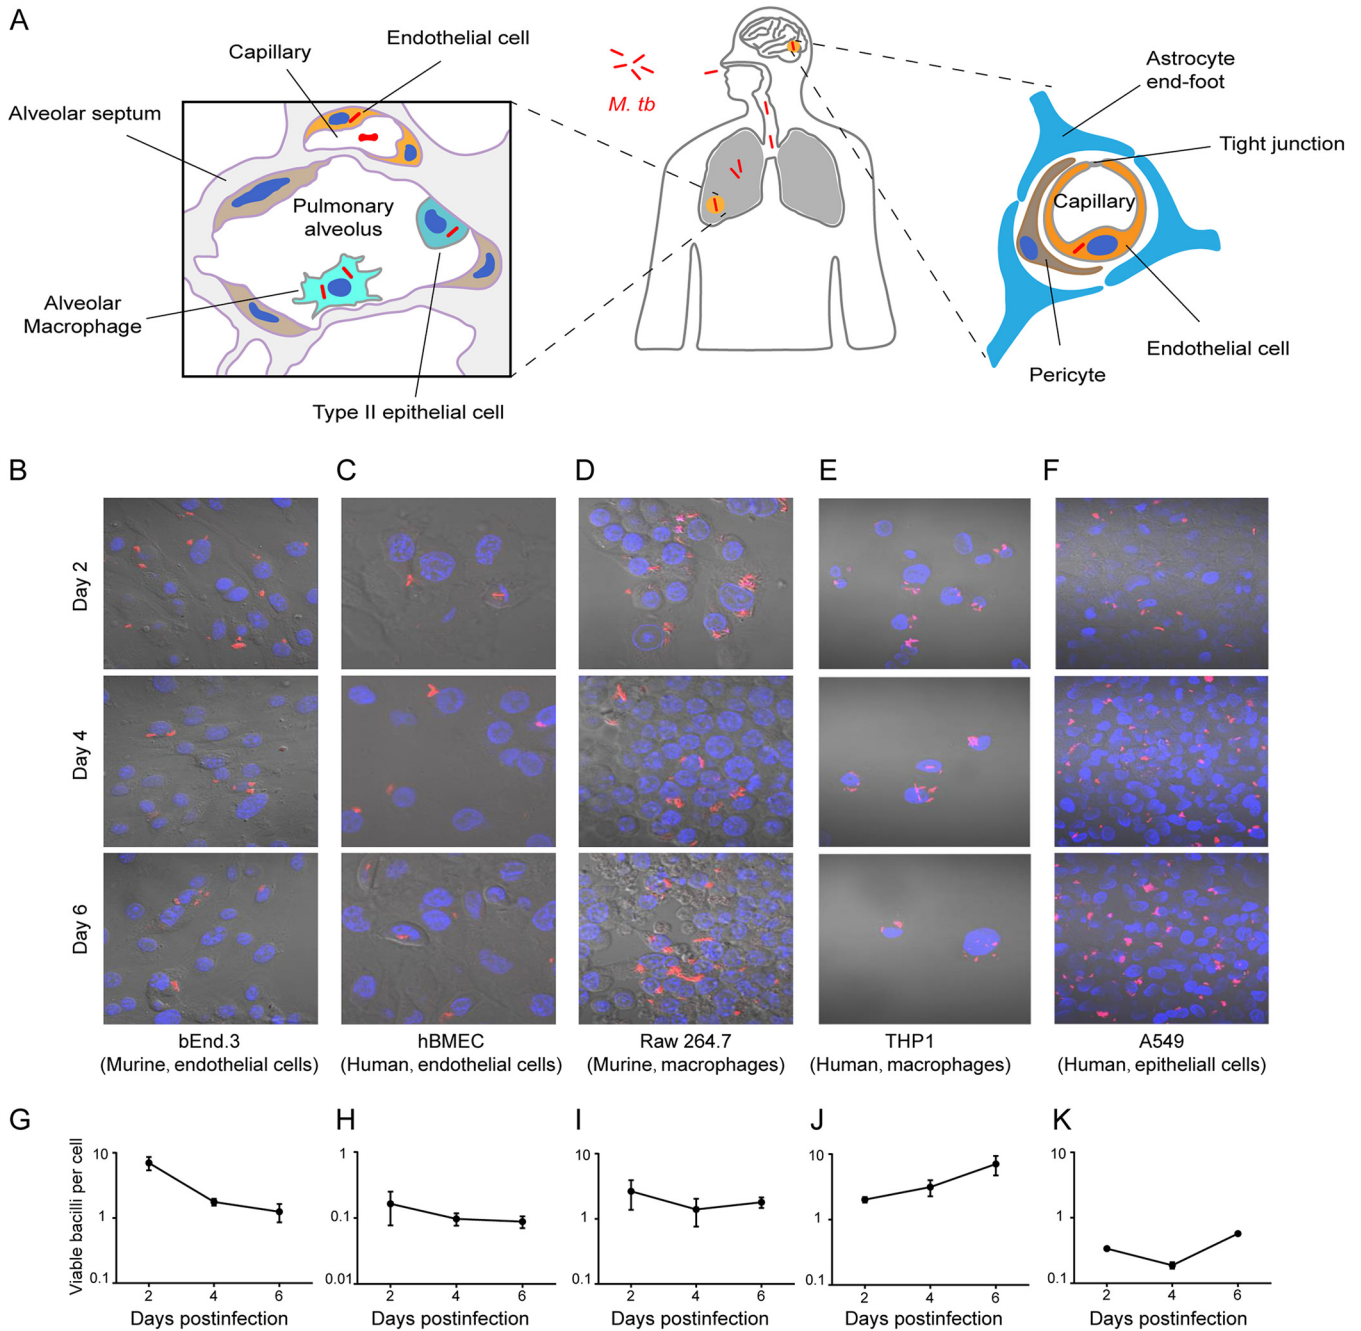 A
Endothelial cell
Capillary
Alveolar septum
Pulmonary
alveolus
Alveolar
Macrophage
Type II epithelial cell
M. tb
Astrocyte
end-foot
Tight junction
Capillary
Endothelial cell
Pericyte
B
C
D
E
F
Day 2
Day 4
Day 6
bEnd.3
(Murine, endothelial cells)
hBMEC
(Human, endothelial cells)
Raw 264.7
(Murine, macrophages)
THP1
(Human, macrophages)
A549
(Human, epitheliall cells)
G
Viable bacilli per cell
10
1
0.1
2 4 6
Days postinfection
H
1
0.1
0.01
2 4 6
Days postinfection
I
10
1
0.1
2 4 6
Days postinfection
J
10
1
0.1
2 4 6
Days postinfection
K
10
1
0.1
2 4 6
Days postinfection